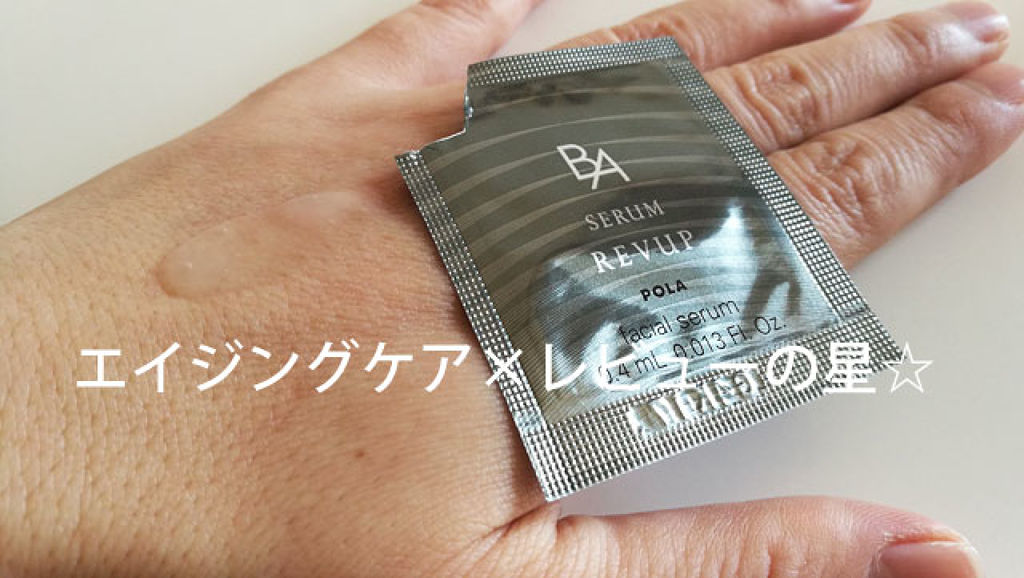 BA
SERUM
REVUP
POLA
facial serum
0.4 mL 0.013 Fl. Oz.
エイジングケア×レビューの星☆